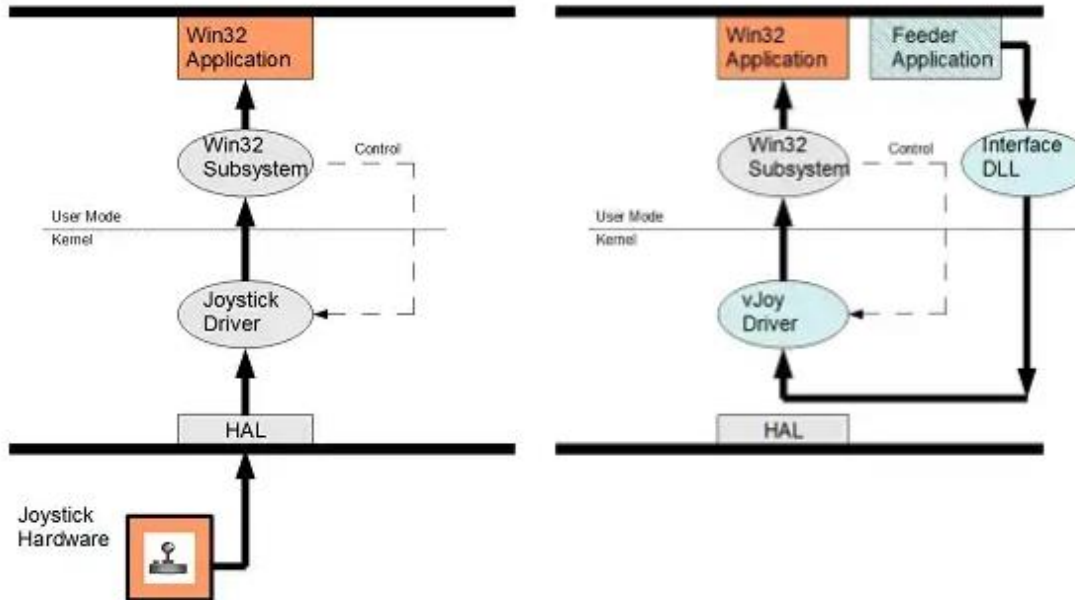 Win32
Application
Win32
Subsystem
Control
User Mode
Kernel
Joystick
Driver
HAL
Joystick
Hardware
Win32
Application
Feeder
Application
Win32
Subsystem
Control
Interface
DLL
User Mode
Kernel
vJoy
Driver
HAL